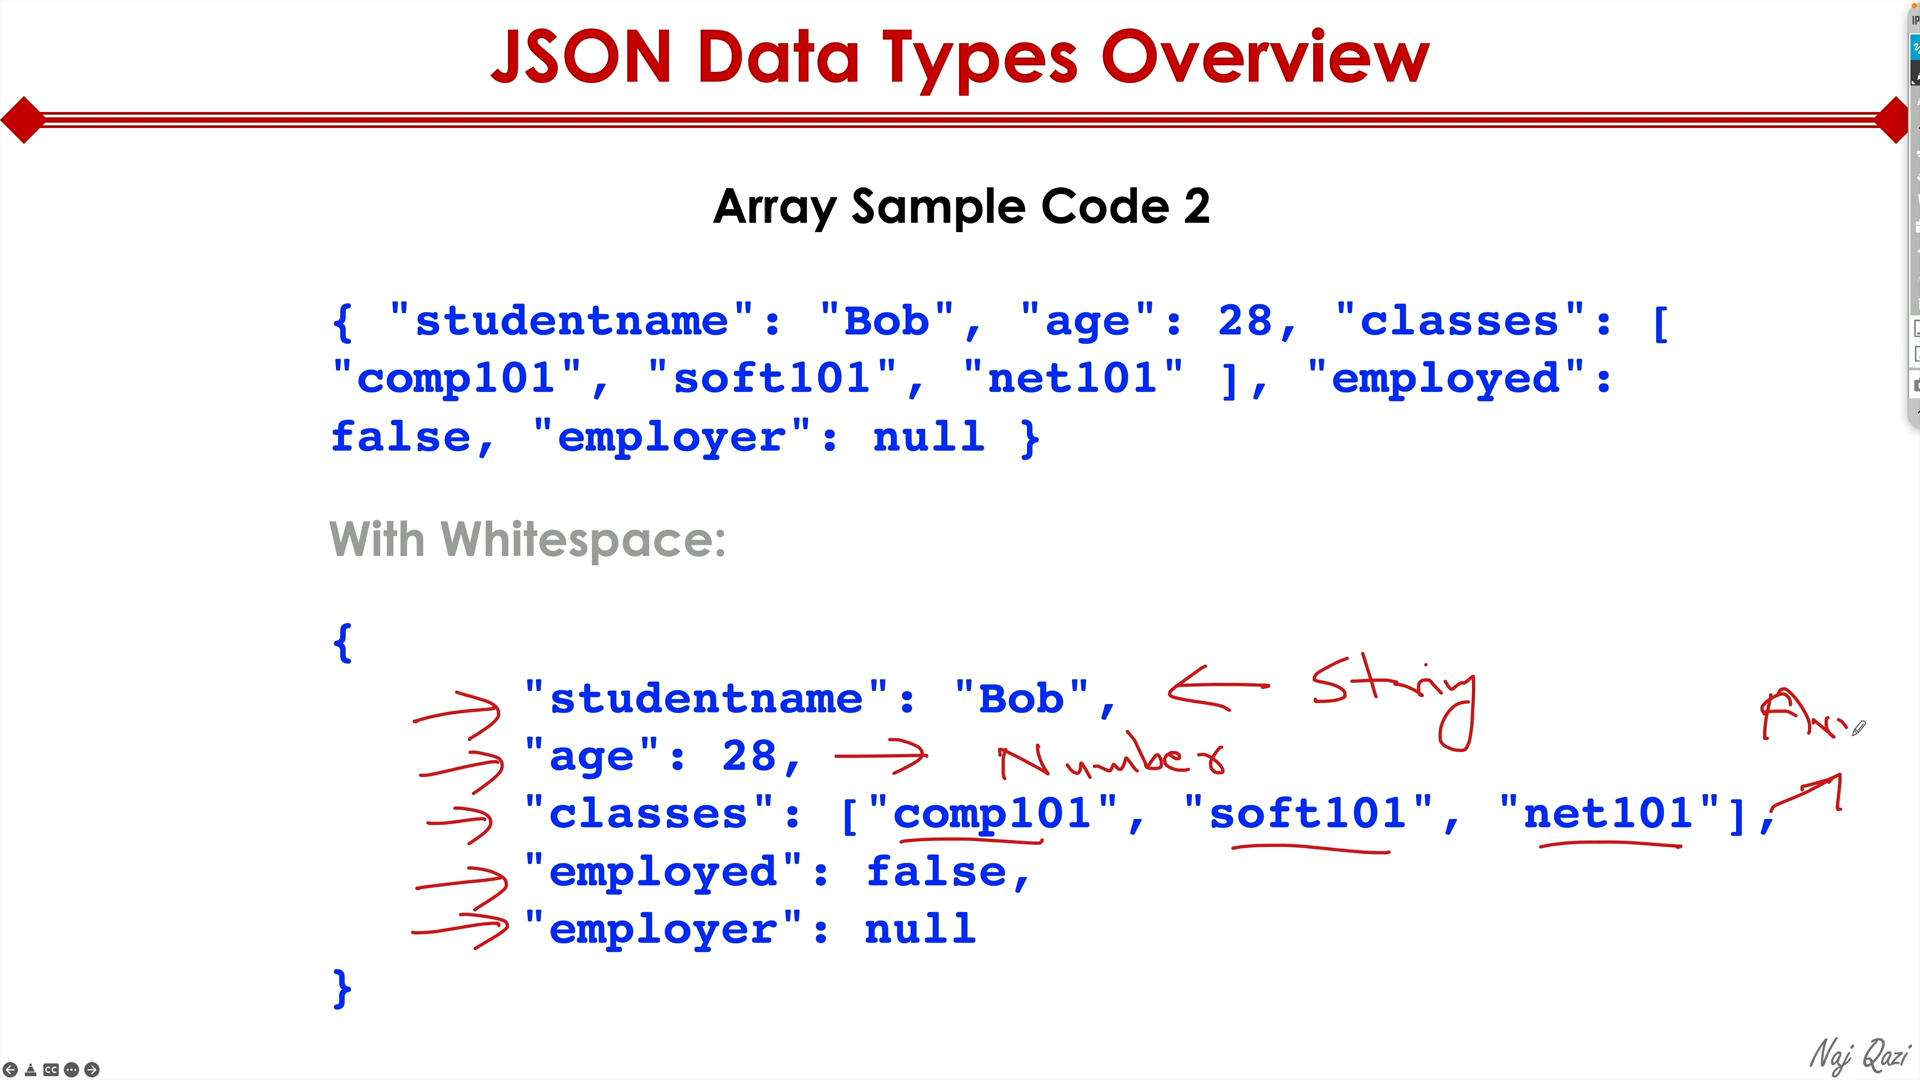 JSON Data Types Overview
Array Sample Code 2
{ "studentname": "Bob", "age": 28, "classes": [
"comp101", "soft101", "net101" ], "employed":
false, "employer": null }
With Whitespace:
{
"studentname": "Bob", String
"age": 28, Number
"classes": ["comp101", "soft101", "net101"],
"employed": false,
"employer": null
}
Naj Qazi